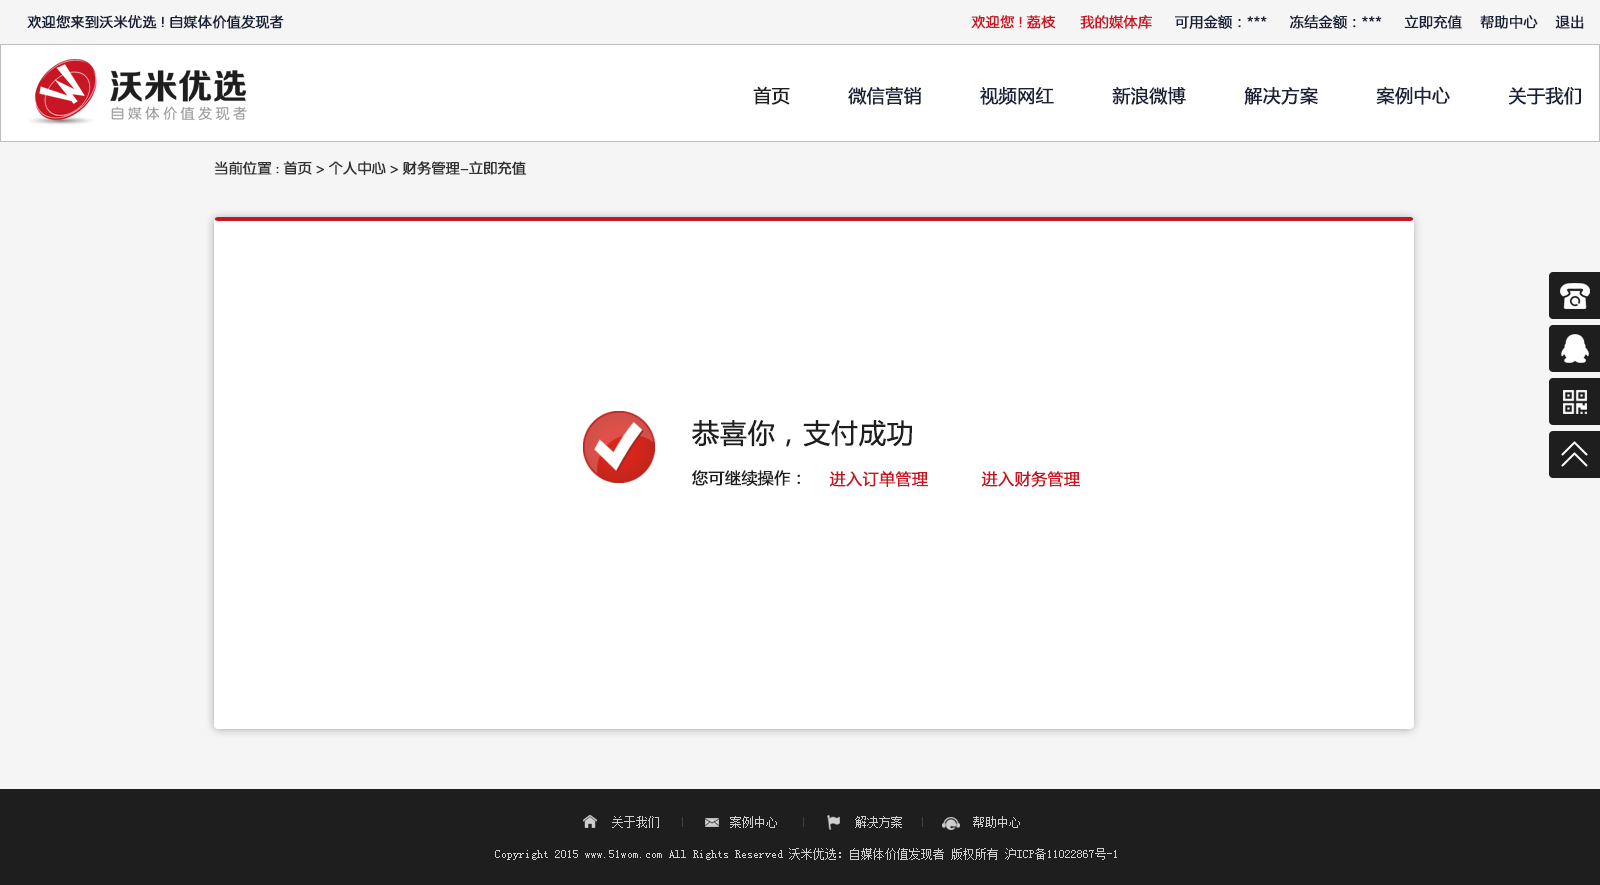 欢迎您来到沃米优选！自媒体价值发现者 欢迎您！荔枝 我的媒体库 可用金额：*** 冻结金额：*** 立即充值 帮助中心 退出
沃米优选
自媒体价值发现者
首页 微信营销 视频网红 新浪微博 解决方案 案例中心 关于我们
当前位置 : 首页 > 个人中心 > 财务管理-立即充值
恭喜你，支付成功
您可继续操作： 进入订单管理 进入财务管理
关于我们 案例中心 解决方案 帮助中心
Copyright 2015 www.51wom.com All Rights Reserved 沃米优选：自媒体价值发现者 版权所有 沪ICP备11022867号-1